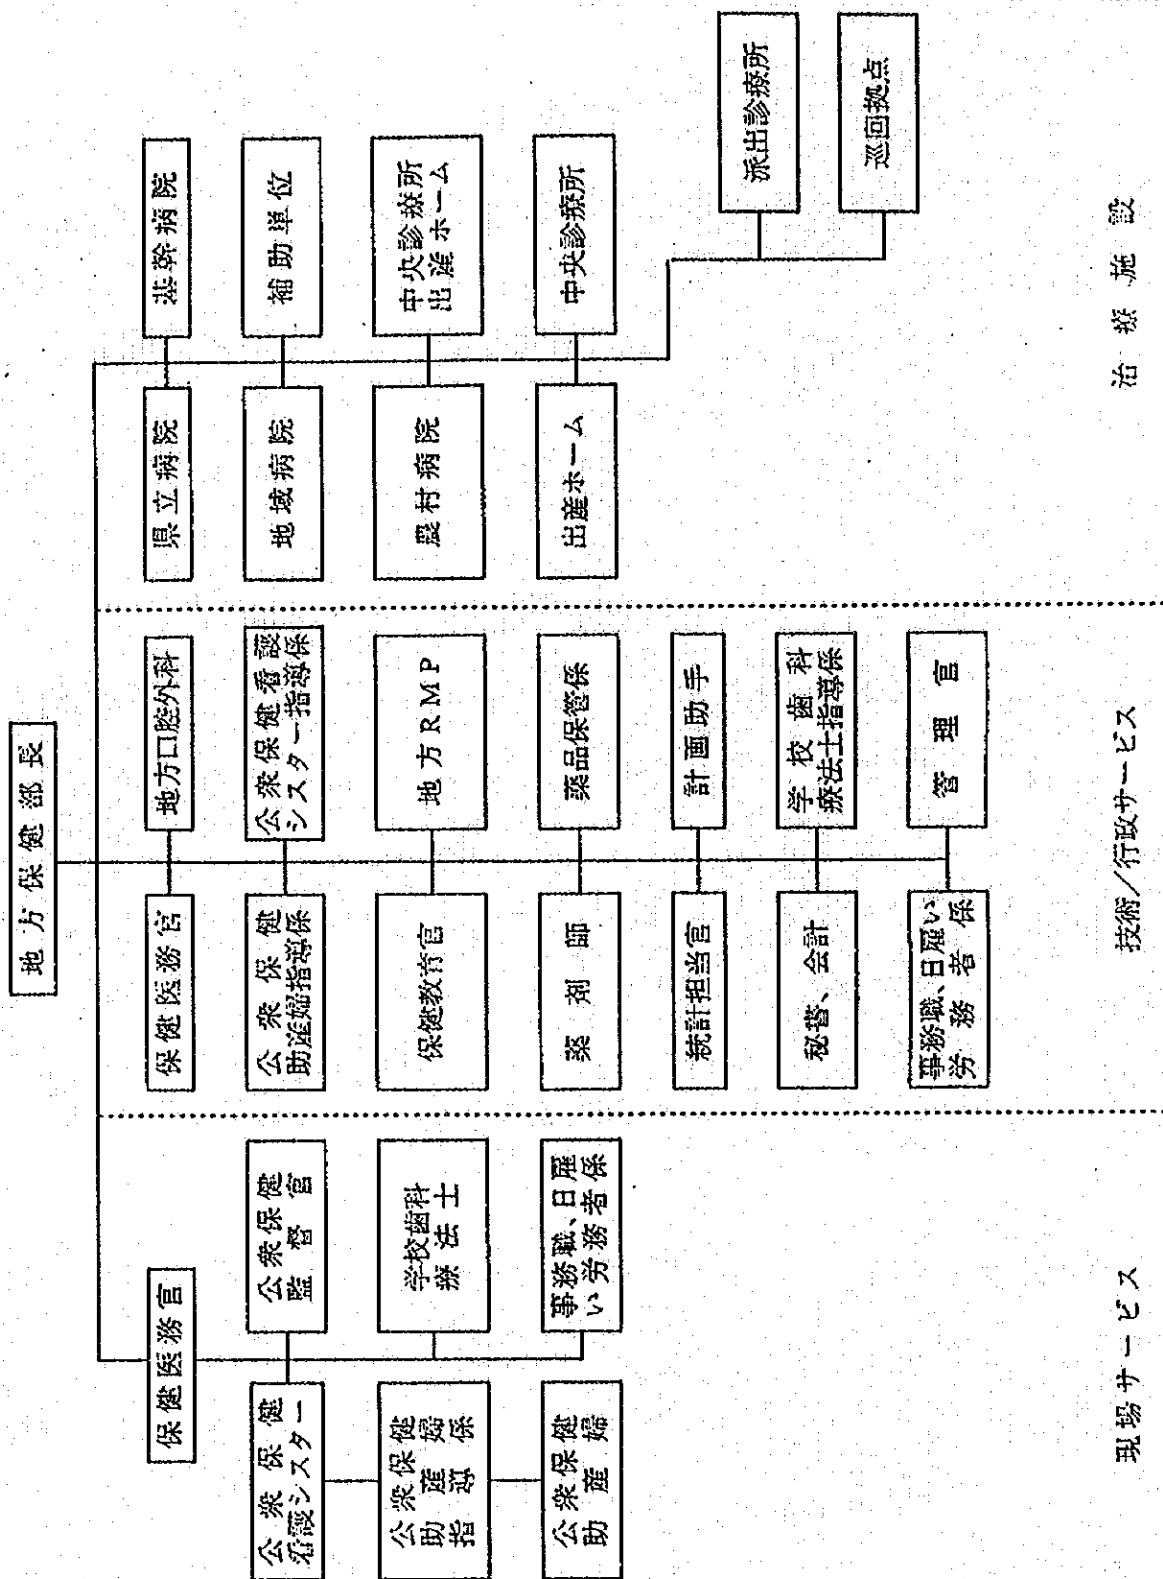 地方保健部長
保健医務官
公衆保健
看護シスター
公衆保健
監督官
公衆保健
助産婦
指導係
学校歯科
療法士
公衆保健
助産婦
事務職、日雇
い労務者係
現場サービス
保健医務官
地方口腔外科
公衆保健
助産婦指導係
公衆保健看護
シスター指導係
保健教育官
地方RMP
薬剤師
薬品保管係
統計担当官
計画助手
秘書、会計
学校歯科
療法士指導係
事務職、日雇い
労務者係
管理官
技術/行政サービス
県立病院
基幹病院
地域病院
補助単位
農村病院
中央診療所
出産ホーム
出産ホーム
中央診療所
派出診療所
巡回拠点
治療施設